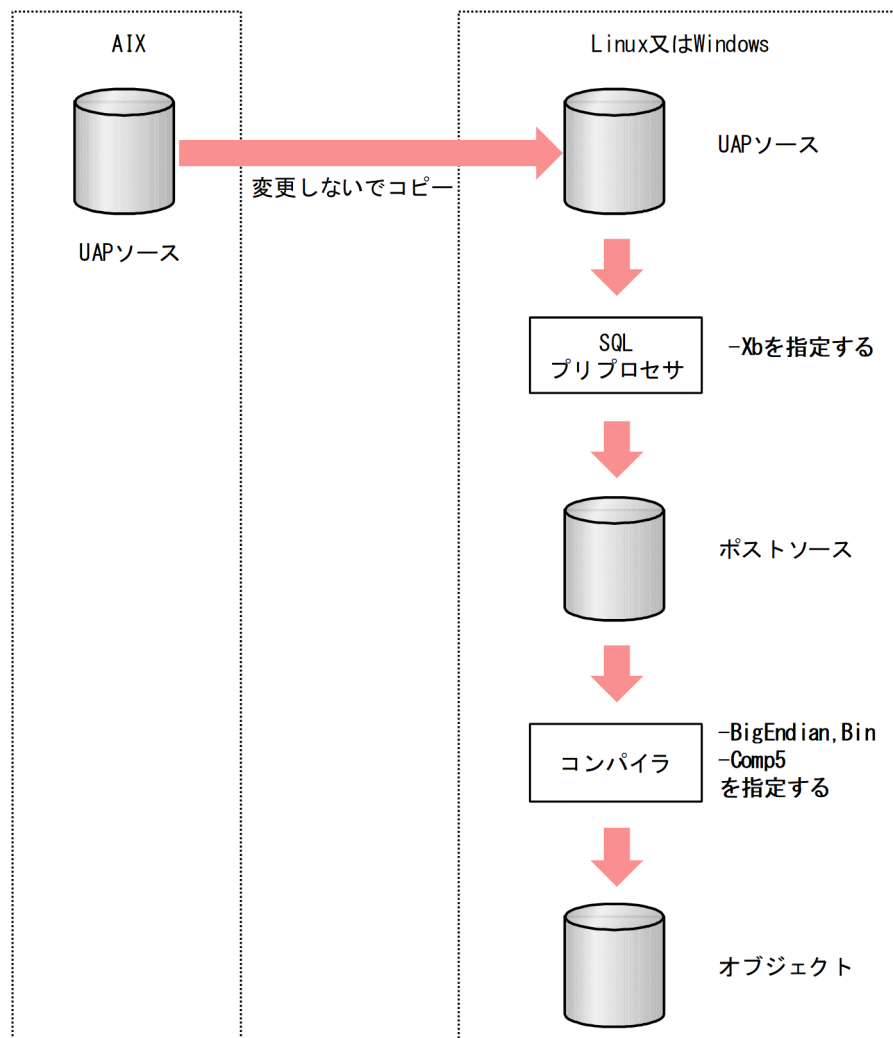 AIX
Linux又はWindows
UAPソース
変更しないでコピー
UAPソース
SQL
プリプロセサ
-Xbを指定する
ポストソース
コンパイラ
-BigEndian,Bin
-Comp5
を指定する
オブジェクト